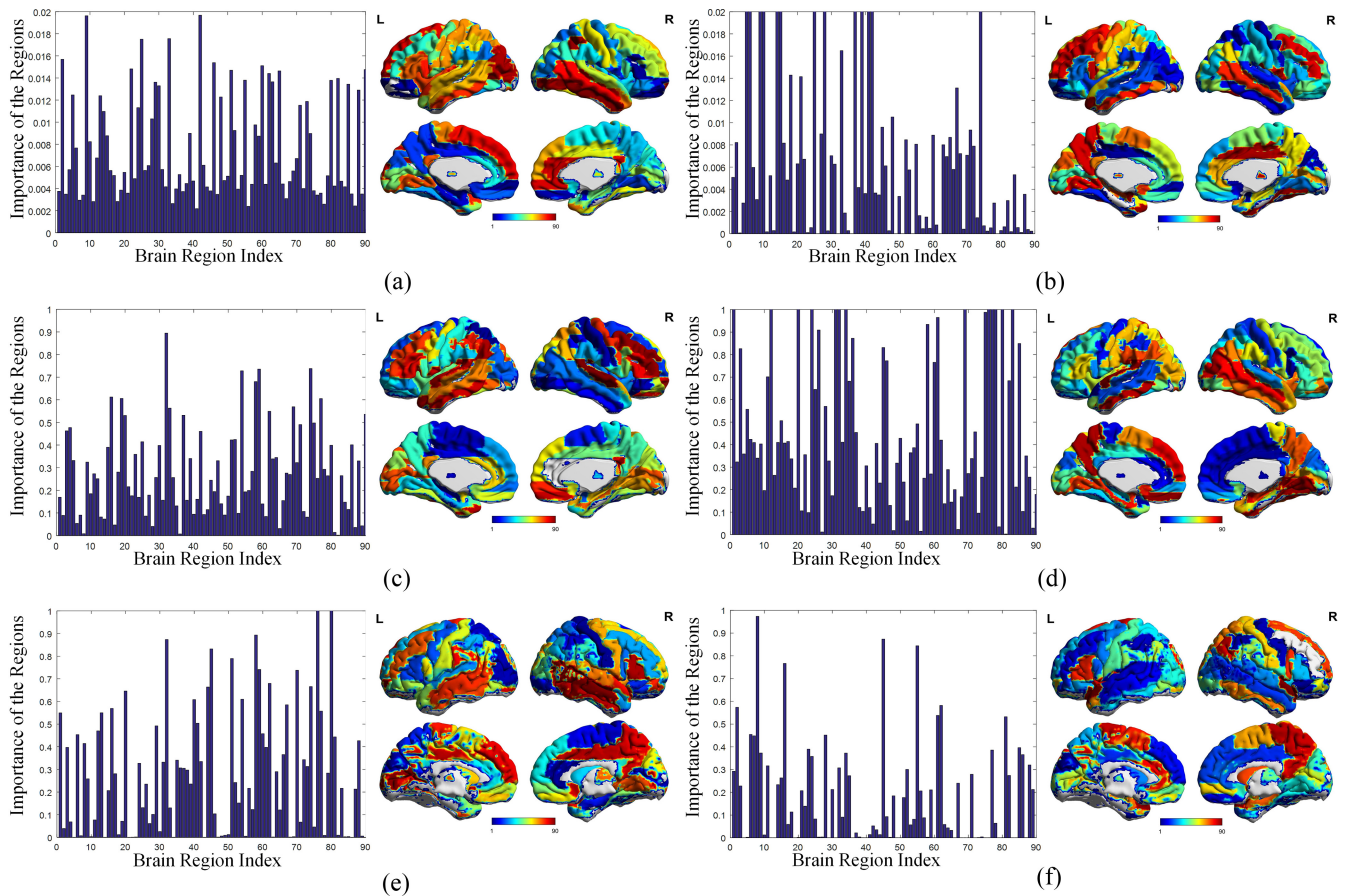 Importance of the Regions
0.02
0.018
0.016
0.014
0.012
0.01
0.008
0.006
0.004
0.002
0
0 10 20 30 40 50 60 70 80 90
Brain Region Index
L R
1 90
(a)
Importance of the Regions
0.02
0.018
0.016
0.014
0.012
0.01
0.008
0.006
0.004
0.002
0
0 10 20 30 40 50 60 70 80 90
Brain Region Index
L R
1 90
(b)
Importance of the Regions
1
0.9
0.8
0.7
0.6
0.5
0.4
0.3
0.2
0.1
0
0 10 20 30 40 50 60 70 80 90
Brain Region Index
L R
1 90
(c)
Importance of the Regions
1
0.9
0.8
0.7
0.6
0.5
0.4
0.3
0.2
0.1
0
0 10 20 30 40 50 60 70 80 90
Brain Region Index
L R
1 90
(d)
Importance of the Regions
1
0.9
0.8
0.7
0.6
0.5
0.4
0.3
0.2
0.1
0
0 10 20 30 40 50 60 70 80 90
Brain Region Index
L R
1 90
(e)
Importance of the Regions
1
0.9
0.8
0.7
0.6
0.5
0.4
0.3
0.2
0.1
0
0 10 20 30 40 50 60 70 80 90
Brain Region Index
L R
1 90
(f)